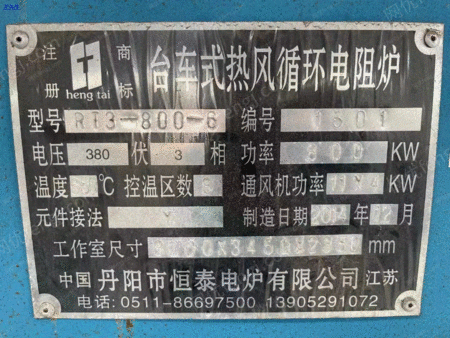 注册商标 heng tai 台车式热风循环电阻炉
型号 RT3-800-6 编号
电压 380 伏 3 相 功率 800 KW
温度 ℃ 控温区数 通风机功率 KW
元件接法 Y 制造日期 2014 年 12 月
工作室尺寸 mm
中国 丹阳市恒泰电炉有限公司 江苏
电话: 0511-86697500 13905291072